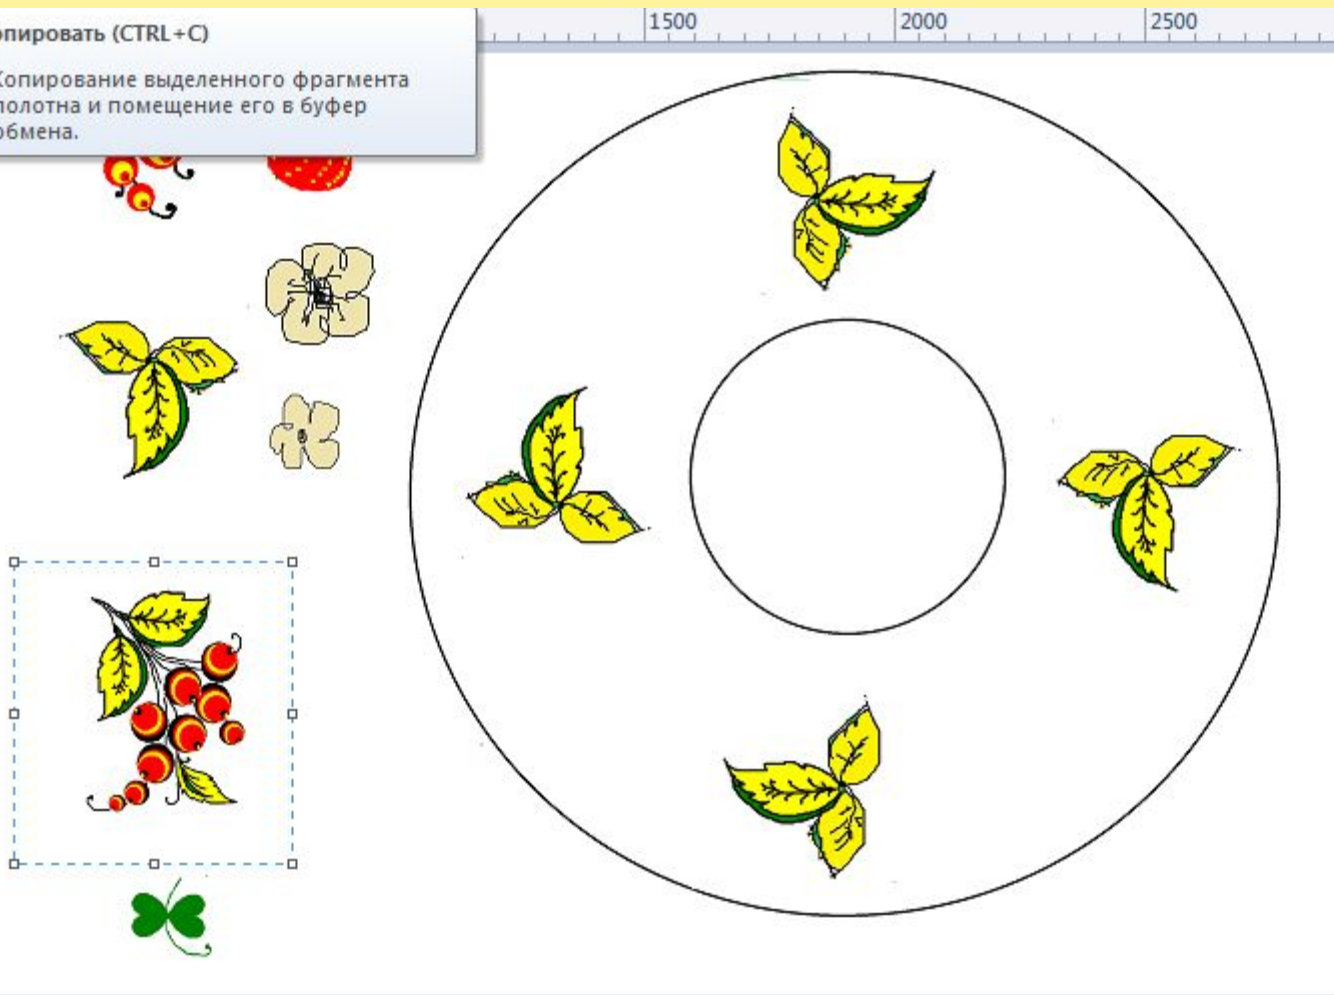 опировать (CTRL+C)
1500
2000
2500
Копирование выделенного фрагмента
полотна и помещение его в буфер
обмена.